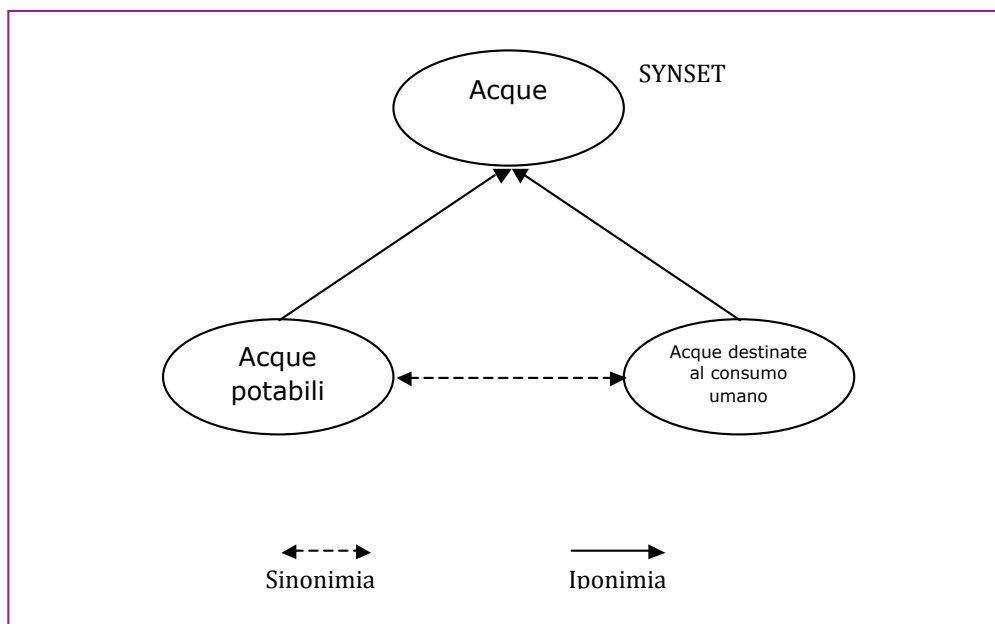 SYNSET
Acque
Acque
potabili
Acque destinate
al consumo
umano
Sinonimia
Iponimia